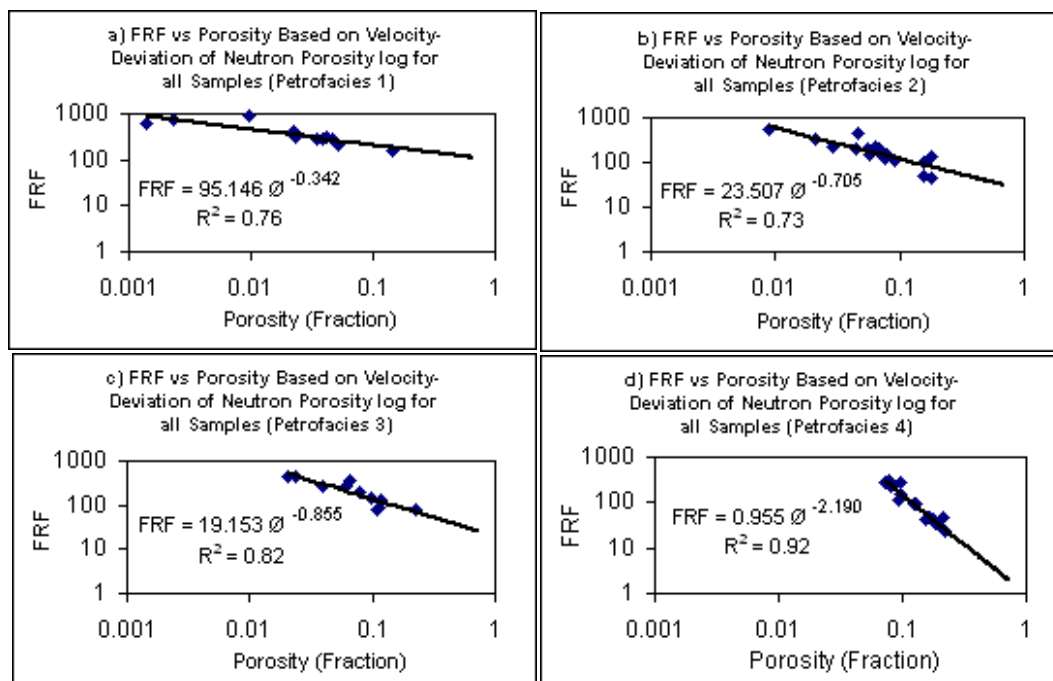 a) FRF vs Porosity Based on Velocity-
Deviation of Neutron Porosity log for
all Samples (Petrofacies 1)
1000
100
10
1
FRF
FRF = 95.146 Ø -0.342
R² = 0.76
0.001 0.01 0.1 1
Porosity (Fraction)
b) FRF vs Porosity Based on Velocity-
Deviation of Neutron Porosity log for
all Samples (Petrofacies 2)
1000
100
10
1
FRF
FRF = 23.507 Ø -0.705
R² = 0.73
0.001 0.01 0.1 1
Porosity (Fraction)
c) FRF vs Porosity Based on Velocity-
Deviation of Neutron Porosity log for
all Samples (Petrofacies 3)
1000
100
10
1
FRF
FRF = 19.153 Ø -0.855
R² = 0.82
0.001 0.01 0.1 1
Porosity (Fraction)
d) FRF vs Porosity Based on Velocity-
Deviation of Neutron Porosity log for
all Samples (Petrofacies 4)
1000
100
10
1
FRF
FRF = 0.955 Ø -2.190
R² = 0.92
0.001 0.01 0.1 1
Porosity (Fraction)